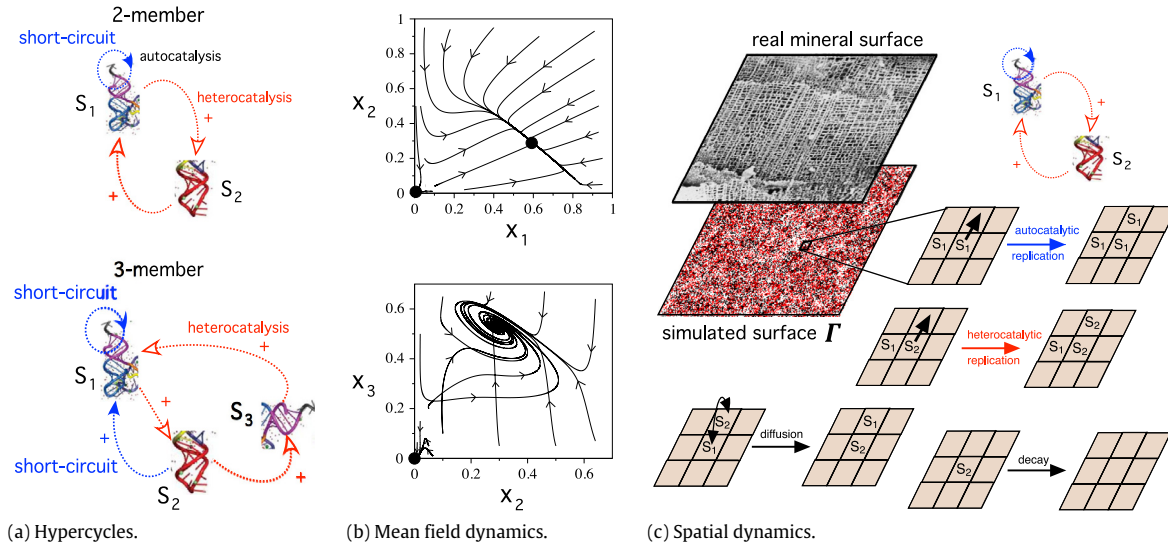 2-member
short-circuit
autocatalysis
S1
heterocatalysis
+
+
S2
3-member
short-circuit
heterocatalysis
+
S1
+
S3
+
short-circuit
S2
+
(a) Hypercycles.
1
0.8
x2
0.6
0.4
0.2
0
0 0.2 0.4 0.6 0.8 1
x1
0.8
0.6
x3
0.4
0.2
0
0 0.2 0.4 0.6
x2
(b) Mean field dynamics.
real mineral surface
simulated surface Γ
S1
+
+
S2
S1 S1
autocatalytic
replication
S1
S1 S1
S1 S2
heterocatalytic
replication
S2
S1 S2
S2
S1
diffusion
S1
S2
S2
decay
(c) Spatial dynamics.